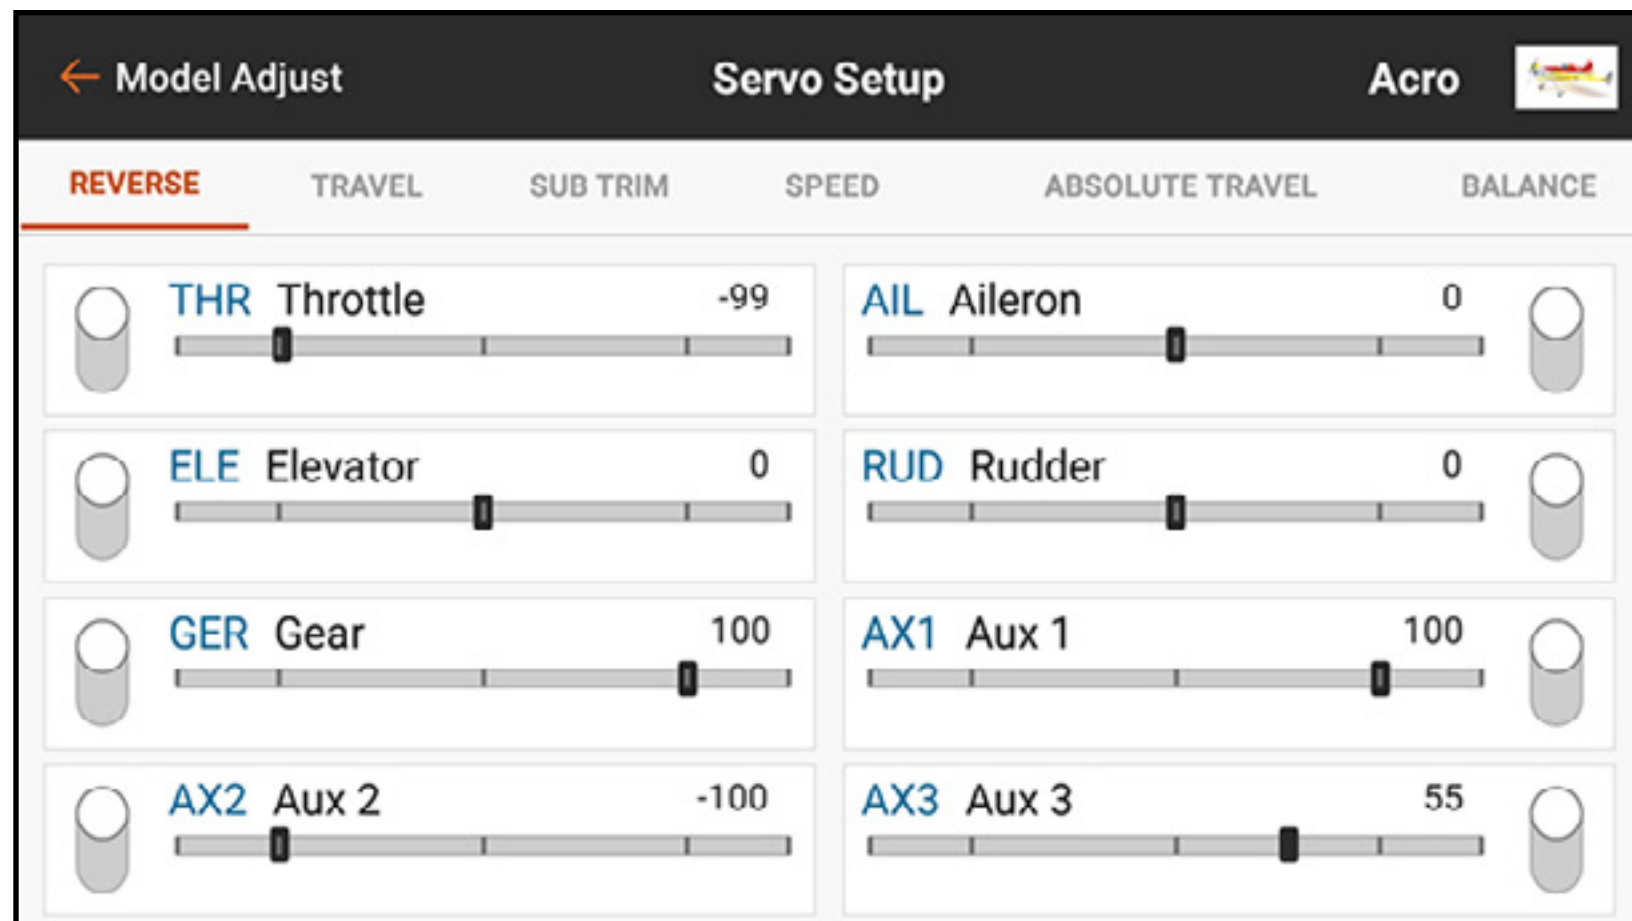 Model Adjust Servo Setup Acro
REVERSE TRAVEL SUB TRIM SPEED ABSOLUTE TRAVEL BALANCE
THR Throttle -99
AIL Aileron 0
ELE Elevator 0
RUD Rudder 0
GER Gear 100
AX1 Aux 1 100
AX2 Aux 2 -100
AX3 Aux 3 55